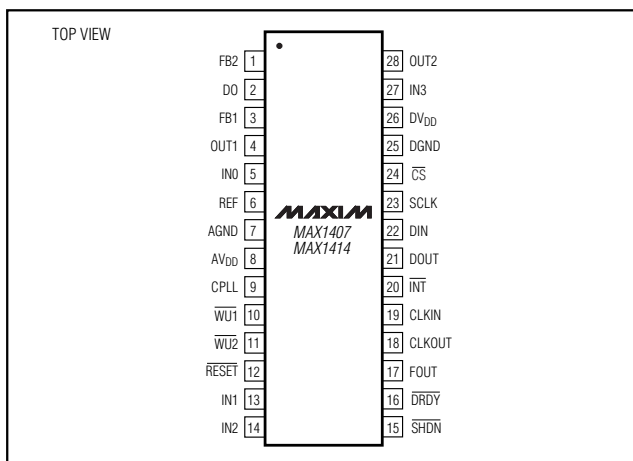 TOP VIEW
FB2 1
DO 2
FB1 3
OUT1 4
IN0 5
REF 6
AGND 7
AVDD 8
CPLL 9
WU1 10
WU2 11
RESET 12
IN1 13
IN2 14
MAXIM
MAX1407
MAX1414
28 OUT2
27 IN3
26 DVDD
25 DGND
24 CS
23 SCLK
22 DIN
21 DOUT
20 INT
19 CLKIN
18 CLKOUT
17 FOUT
16 DRDY
15 SHDN